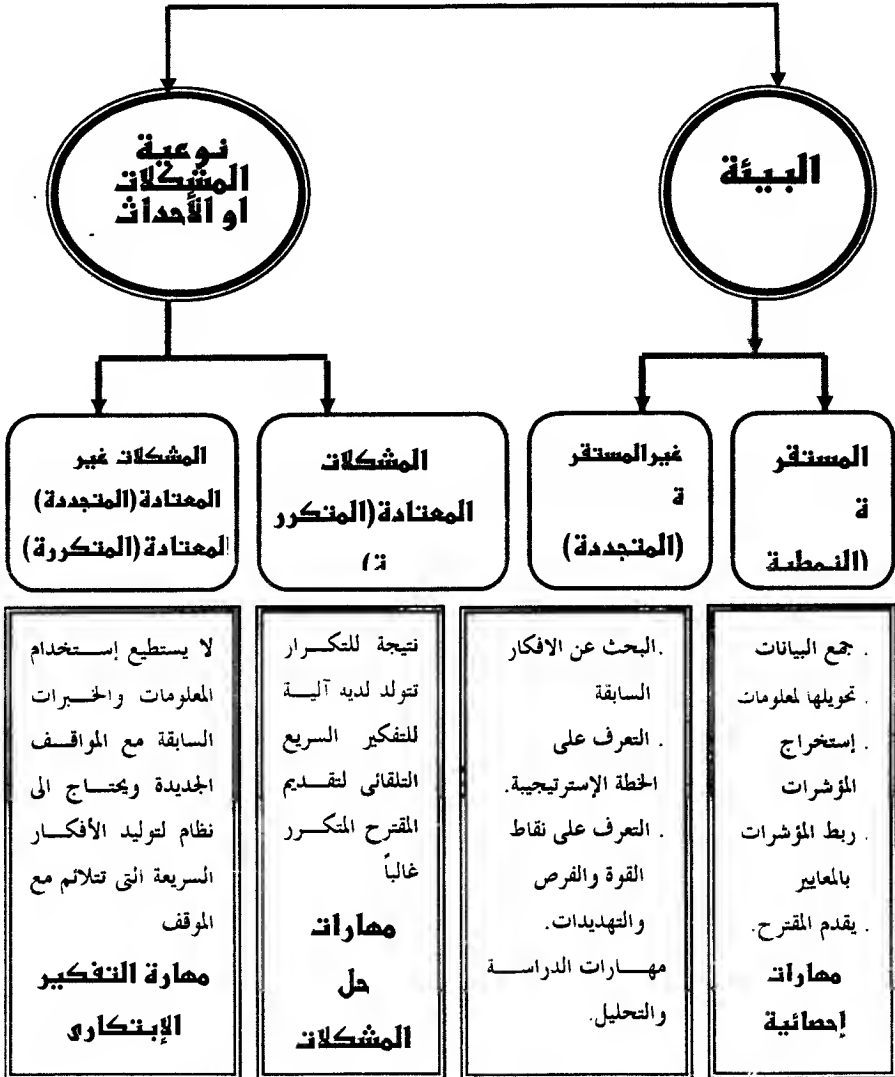 البيئة
نوعية
المشكلات
او الأحداث
المستقر
ة
(النمطية
غير المستقر
ة
(المتجددة)
المشكلات
المعتادة (المتكرر
ة)
المشكلات غير
المعتادة (المتجددة)
المعتادة (المتكررة)
. جمع البيانات
. تحويلها لمعلومات
. إستخراج
المؤشرات
. ربط المؤشرات
بالمعايير
. يقدم المقترح.
مهارات
إحصائية
. البحث عن الافكار
السابقة
. التعرف على
الخطة الإسترتيجيبة.
. التعرف على نقاط
القوة والفرص
والتهديدات.
مهارات الدراسة
والتحليل.
نتيجة للتكرار
تتولد لديه آلية
للتفكير السريع
التلقائى لتقديم
المقترح المتكرر
غالباً
مهارات
حل
المشكلات
لا يستطيع إستخدام
المعلومات والخبرات
السابقة مع المواقف
الجديدة ويحتاج الى
نظام لتوليد الأفكار
السريعة التى تتلائم مع
الموقف
مهارة التفكير
الإبتكارى